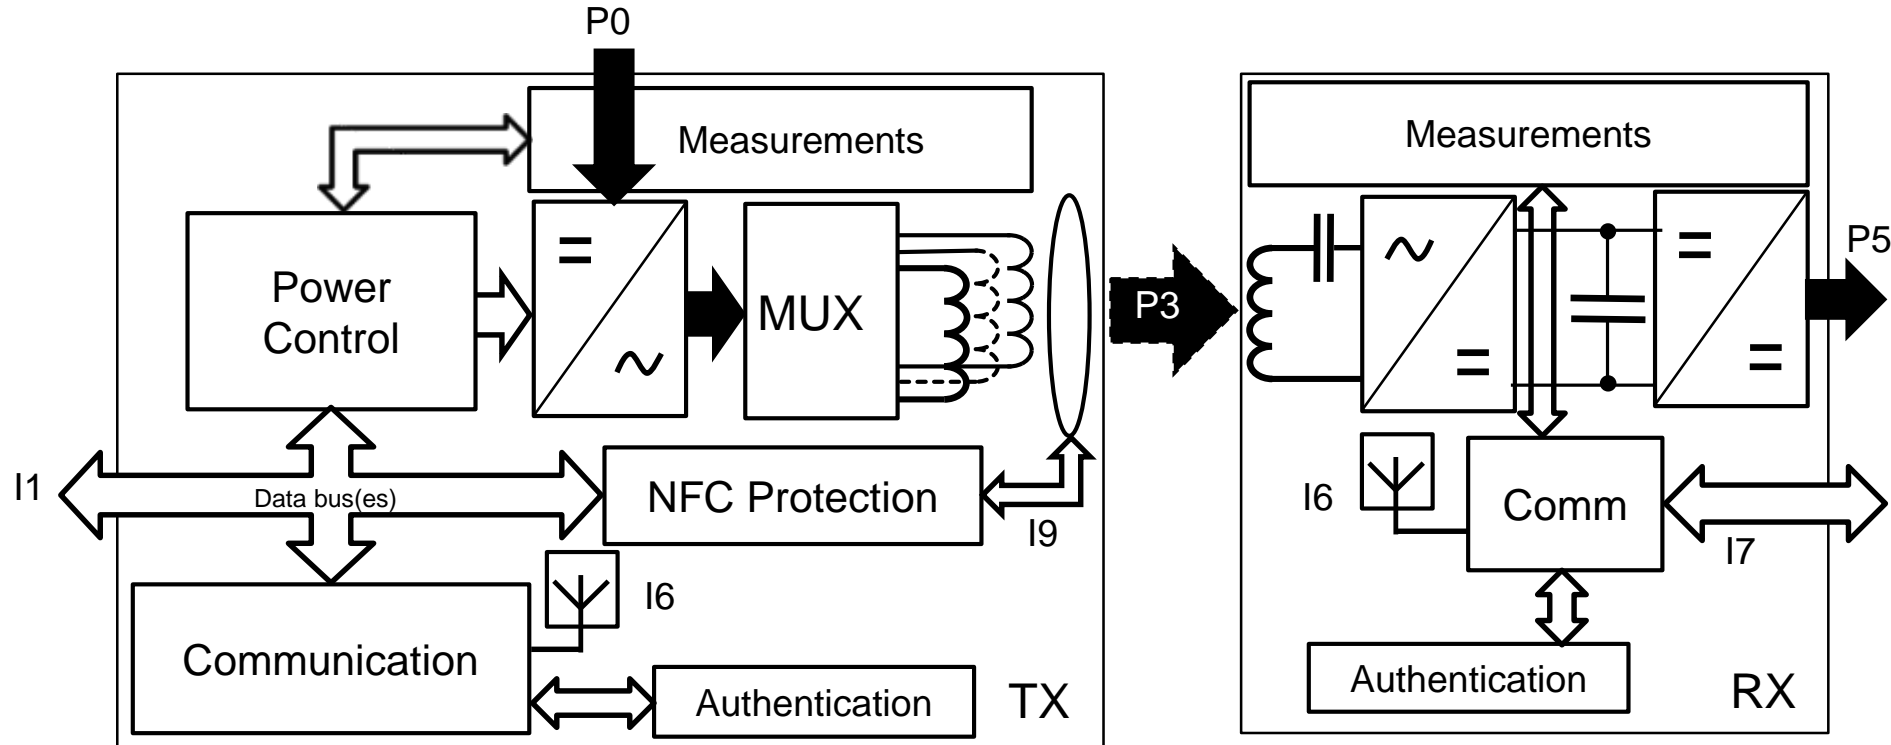 P0
Measurements
Power
Control
MUX
I1
Data bus(es)
NFC Protection
I9
I6
Communication
Authentication
TX
P3
Measurements
P5
I6
Comm
I7
Authentication
RX